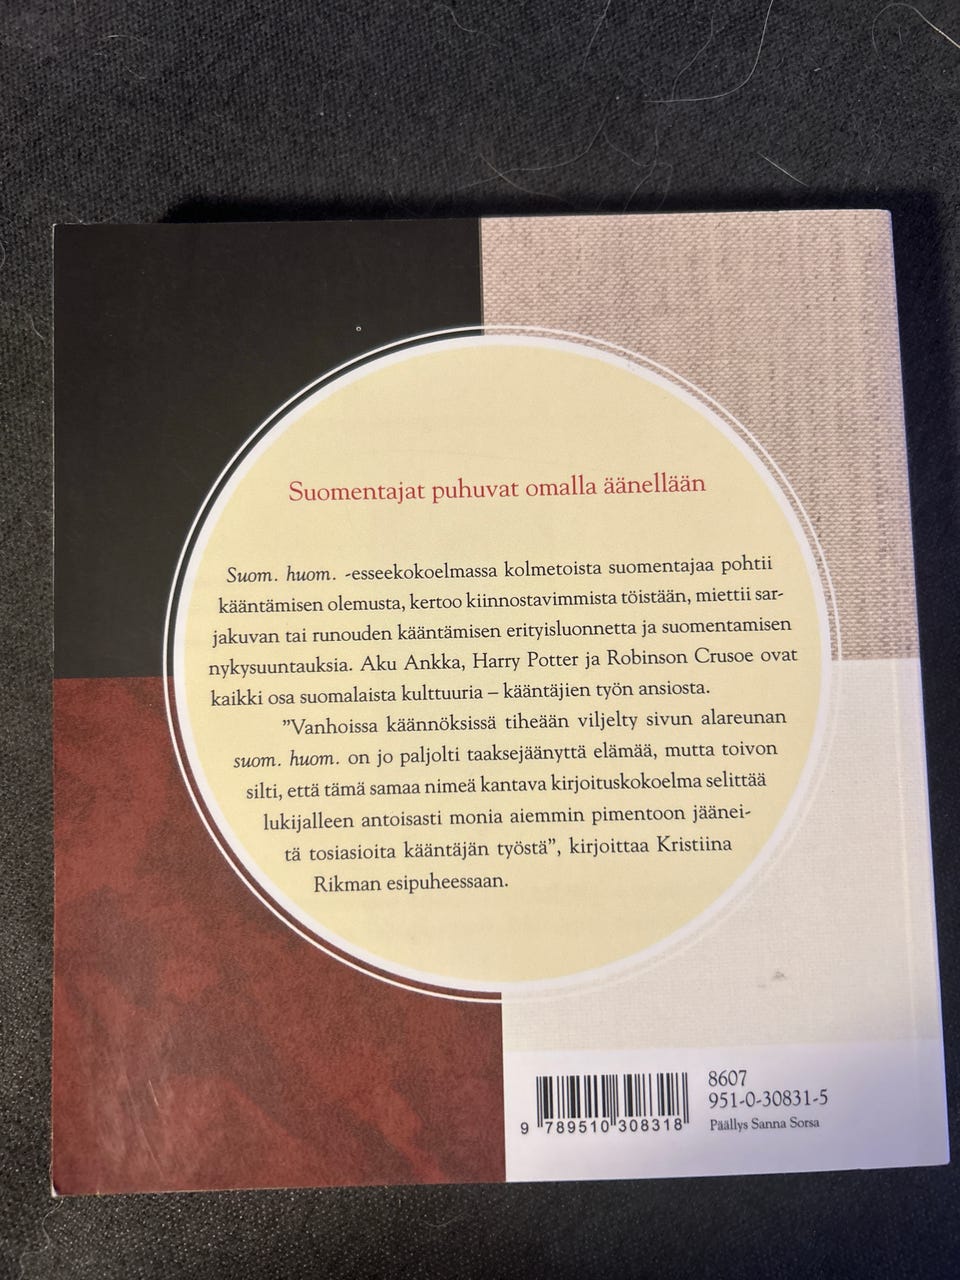 Suomentajat puhuvat omalla äänellään
Suom. huom. -esseekokoelmassa kolmetoista suomentajaa pohtii
kääntämisen olemusta, kertoo kiinnostavimmista töistään, miettii sar-
jakuvan tai runouden kääntämisen erityisluonnetta ja suomentamisen
nykysuuntauksia. Aku Ankka, Harry Potter ja Robinson Crusoe ovat
kaikki osa suomalaista kulttuuria – kääntäjien työn ansiosta.
”Vanhoissa käännöksissä tiheään viljelty sivun alareunan
suom. huom. on jo paljolti taaksejäänyttä elämää, mutta toivon
silti, että tämä samaa nimeä kantava kirjoituskokoelma selittää
lukijalleen antoisasti monia aiemmin pimentoon jäänei-
tä tosiasioita kääntäjän työstä”, kirjoittaa Kristiina
Rikman esipuheessaan.
8607
951-0-30831-5
Päällys Sanna Sorsa
9 789510 308318